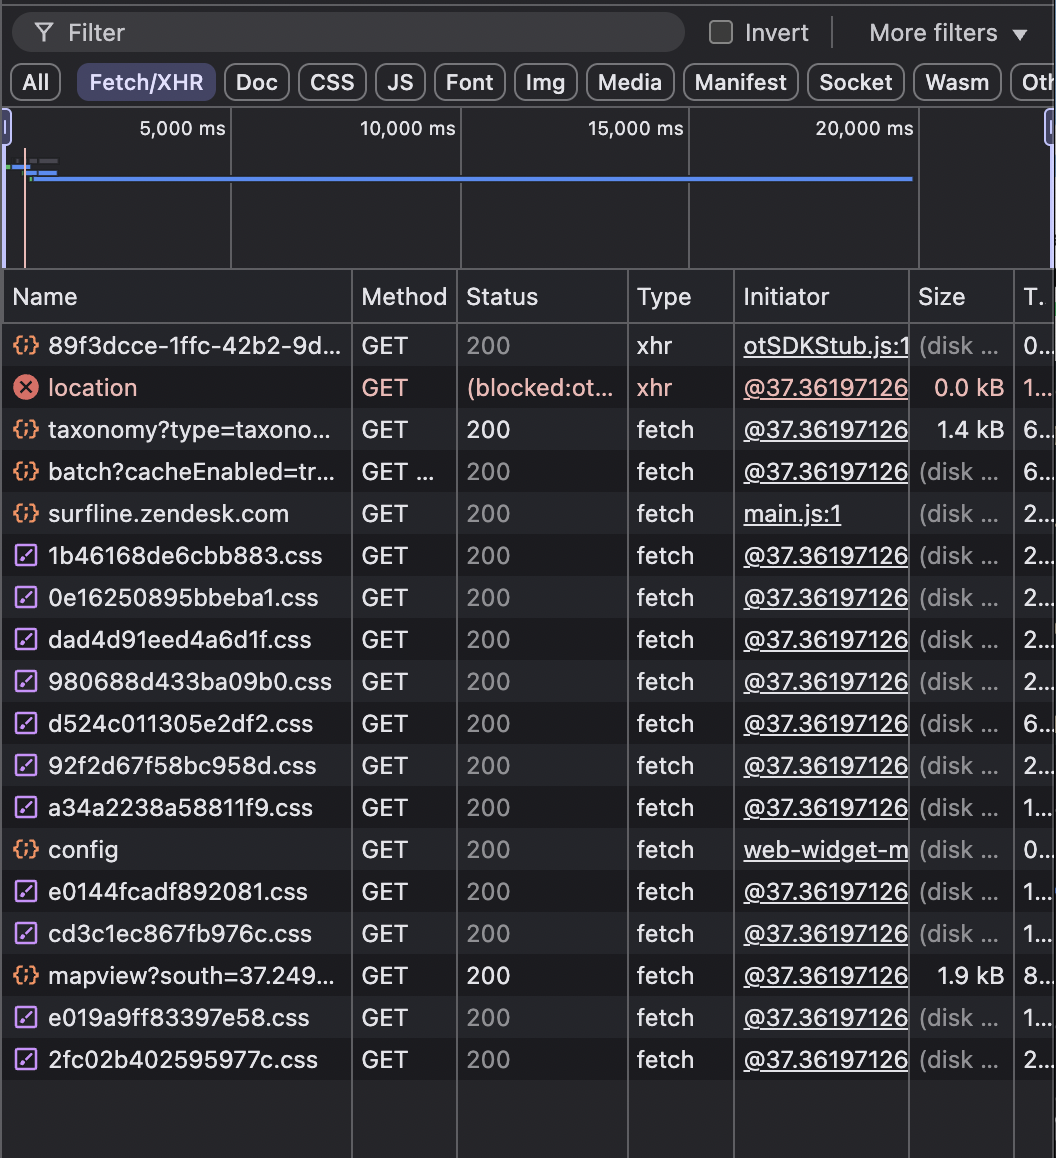 Filter Invert More filters
All Fetch/XHR Doc CSS JS Font Img Media Manifest Socket Wasm Oth
5,000 ms 10,000 ms 15,000 ms 20,000 ms
Name Method Status Type Initiator Size T.
89f3dcce-1ffc-42b2-9d... GET 200 xhr otSDKStub.js:1 (disk ... 0...
location GET (blocked:ot... xhr @37.36197126 0.0 kB 1...
taxonomy?type=taxono... GET 200 fetch @37.36197126 1.4 kB 6...
batch?cacheEnabled=tr... GET ... 200 fetch @37.36197126 (disk ... 6...
surfline.zendesk.com GET 200 fetch main.js:1 (disk ... 2...
1b46168de6cbb883.css GET 200 fetch @37.36197126 (disk ... 2...
0e16250895bbeba1.css GET 200 fetch @37.36197126 (disk ... 2...
dad4d91eed4a6d1f.css GET 200 fetch @37.36197126 (disk ... 2...
980688d433ba09b0.css GET 200 fetch @37.36197126 (disk ... 2...
d524c011305e2df2.css GET 200 fetch @37.36197126 (disk ... 6...
92f2d67f58bc958d.css GET 200 fetch @37.36197126 (disk ... 2...
a34a2238a58811f9.css GET 200 fetch @37.36197126 (disk ... 1...
config GET 200 fetch web-widget-m (disk ... 0...
e0144fcadf892081.css GET 200 fetch @37.36197126 (disk ... 1...
cd3c1ec867fb976c.css GET 200 fetch @37.36197126 (disk ... 1...
mapview?south=37.249... GET 200 fetch @37.36197126 1.9 kB 8...
e019a9ff83397e58.css GET 200 fetch @37.36197126 (disk ... 1...
2fc02b402595977c.css GET 200 fetch @37.36197126 (disk ... 2...